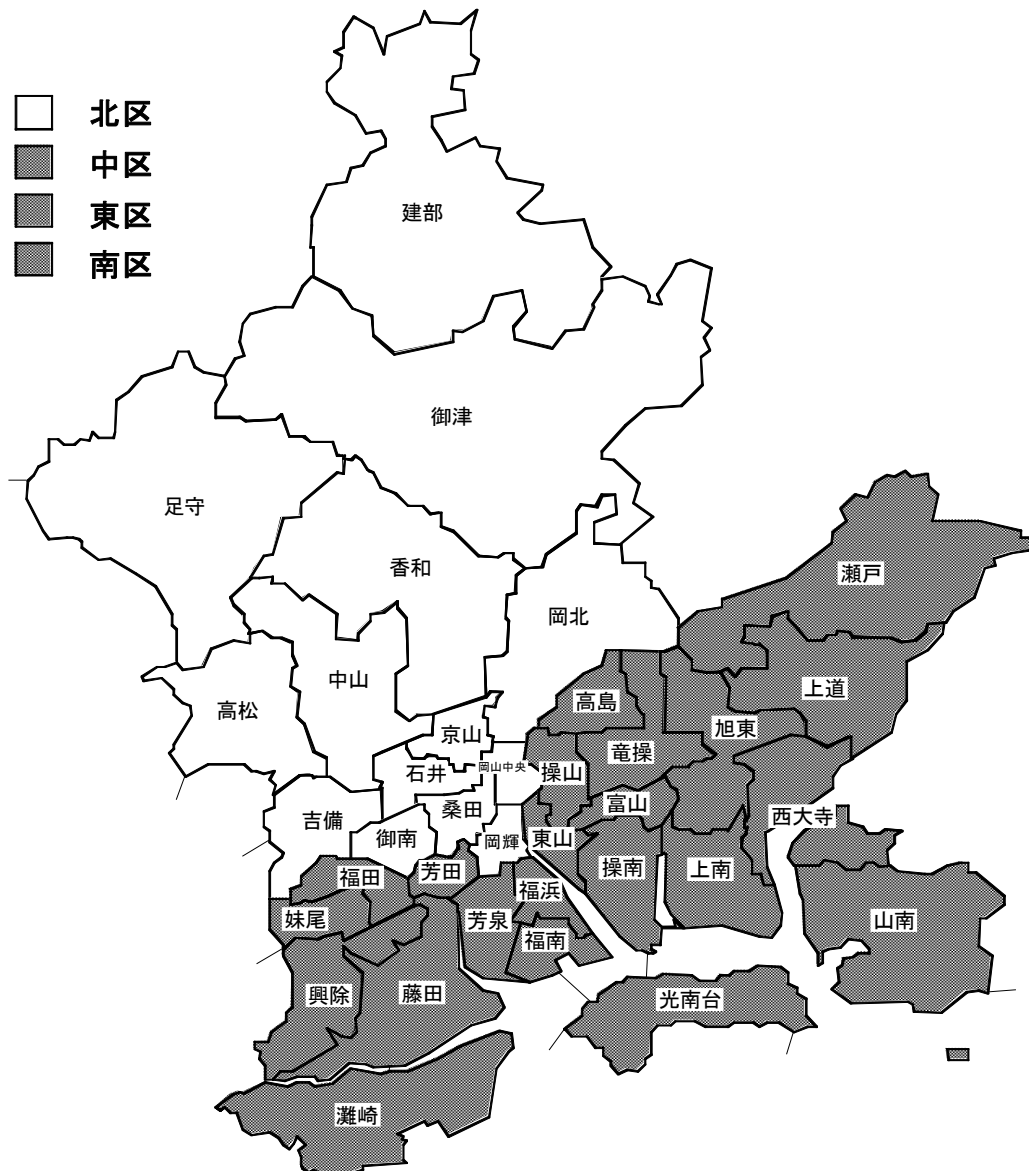 北区
中区
東区
南区
建部
御津
足守
香和
岡北
瀬戸
中山
高松
高島
上道
旭東
京山
竜操
岡山中央
石井
操山
桑田
富山
吉備
西大寺
御南
岡輝
東山
操南
上南
芳田
福田
福浜
妹尾
芳泉
山南
福南
興除
藤田
光南台
灘崎